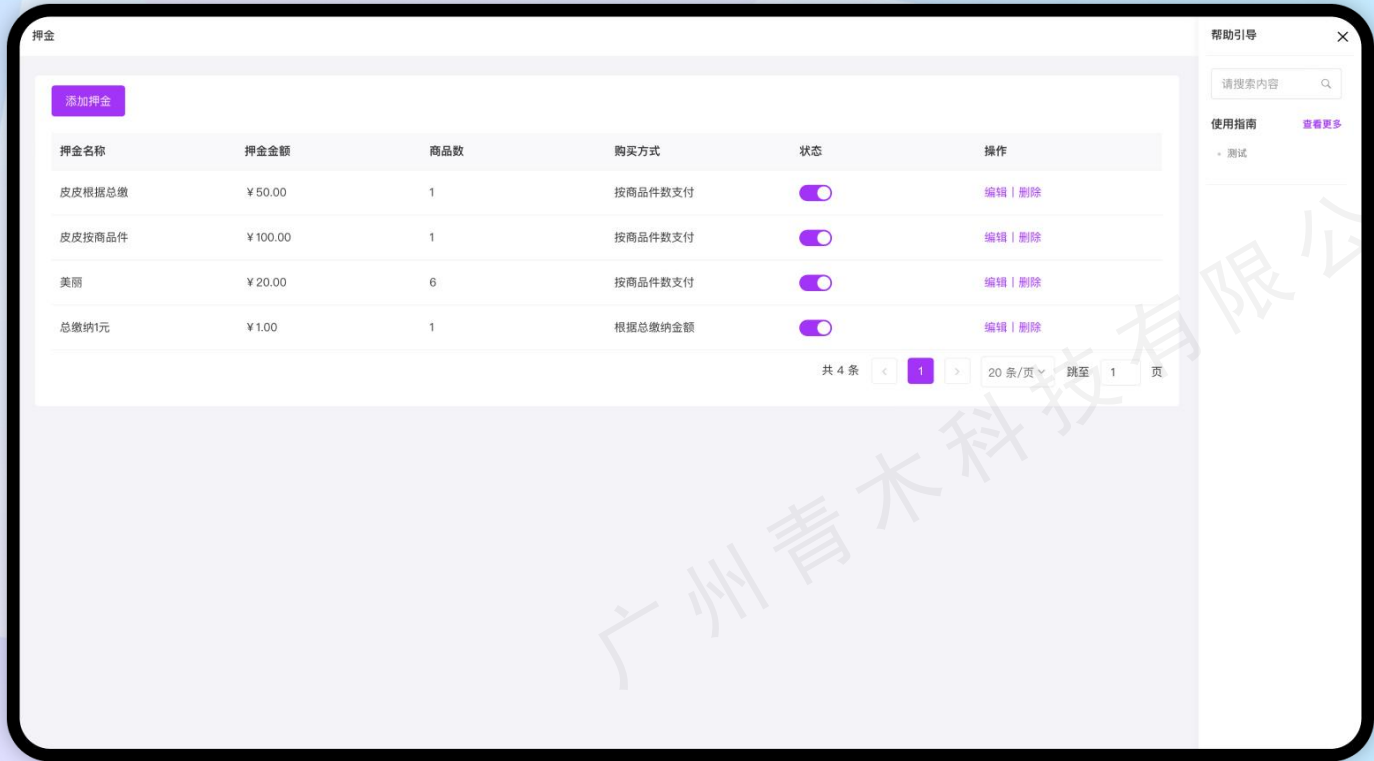 押金
添加押金
押金名称 押金金额 商品数 购买方式 状态 操作
皮皮根据总缴 ¥50.00 1 按商品件数支付 编辑 | 删除
皮皮按商品件 ¥100.00 1 按商品件数支付 编辑 | 删除
美丽 ¥20.00 6 按商品件数支付 编辑 | 删除
总缴纳1元 ¥1.00 1 根据总缴纳金额 编辑 | 删除
共 4 条 < 1 > 20 条/页 跳至 1 页
帮助引导
请搜索内容
使用指南 查看更多
测试
广州青木科技有限公